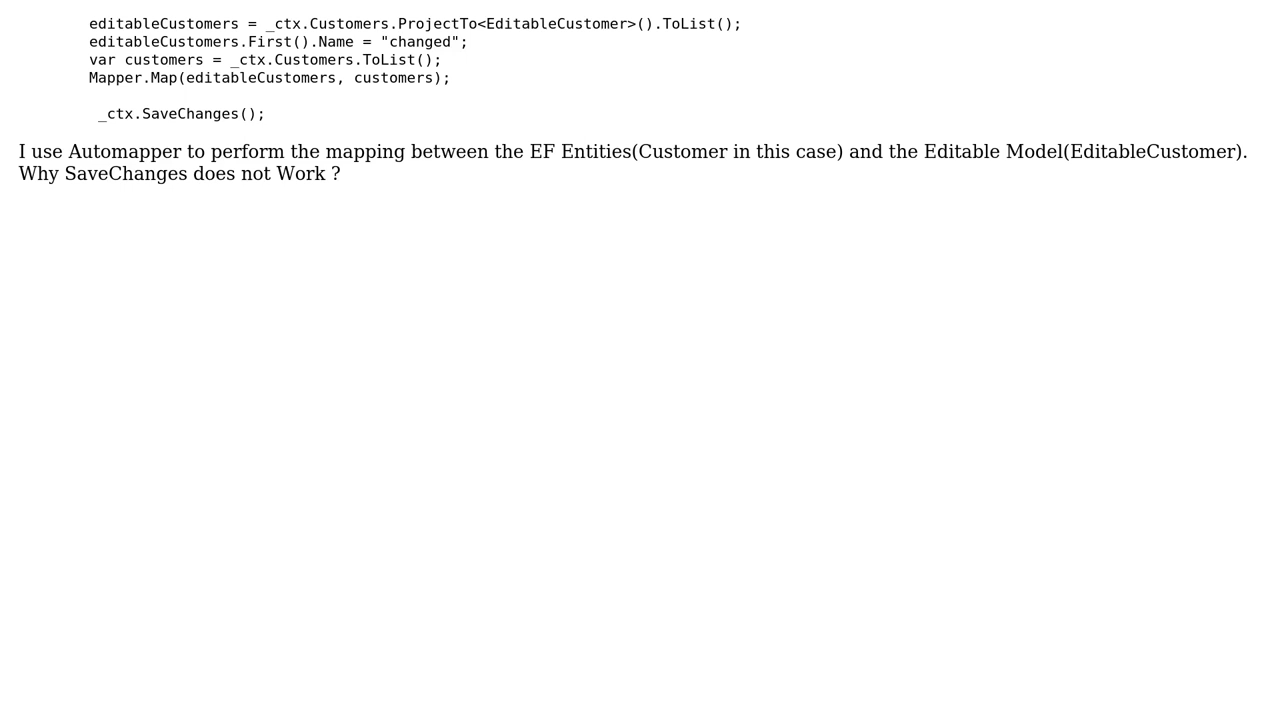 editableCustomers = _ctx.Customers.ProjectTo<EditableCustomer>().ToList();
editableCustomers.First().Name = "changed";
var customers = _ctx.Customers.ToList();
Mapper.Map(editableCustomers, customers);
_ctx.SaveChanges();
I use Automapper to perform the mapping between the EF Entities(Customer in this case) and the Editable Model(EditableCustomer).
Why SaveChanges does not Work ?